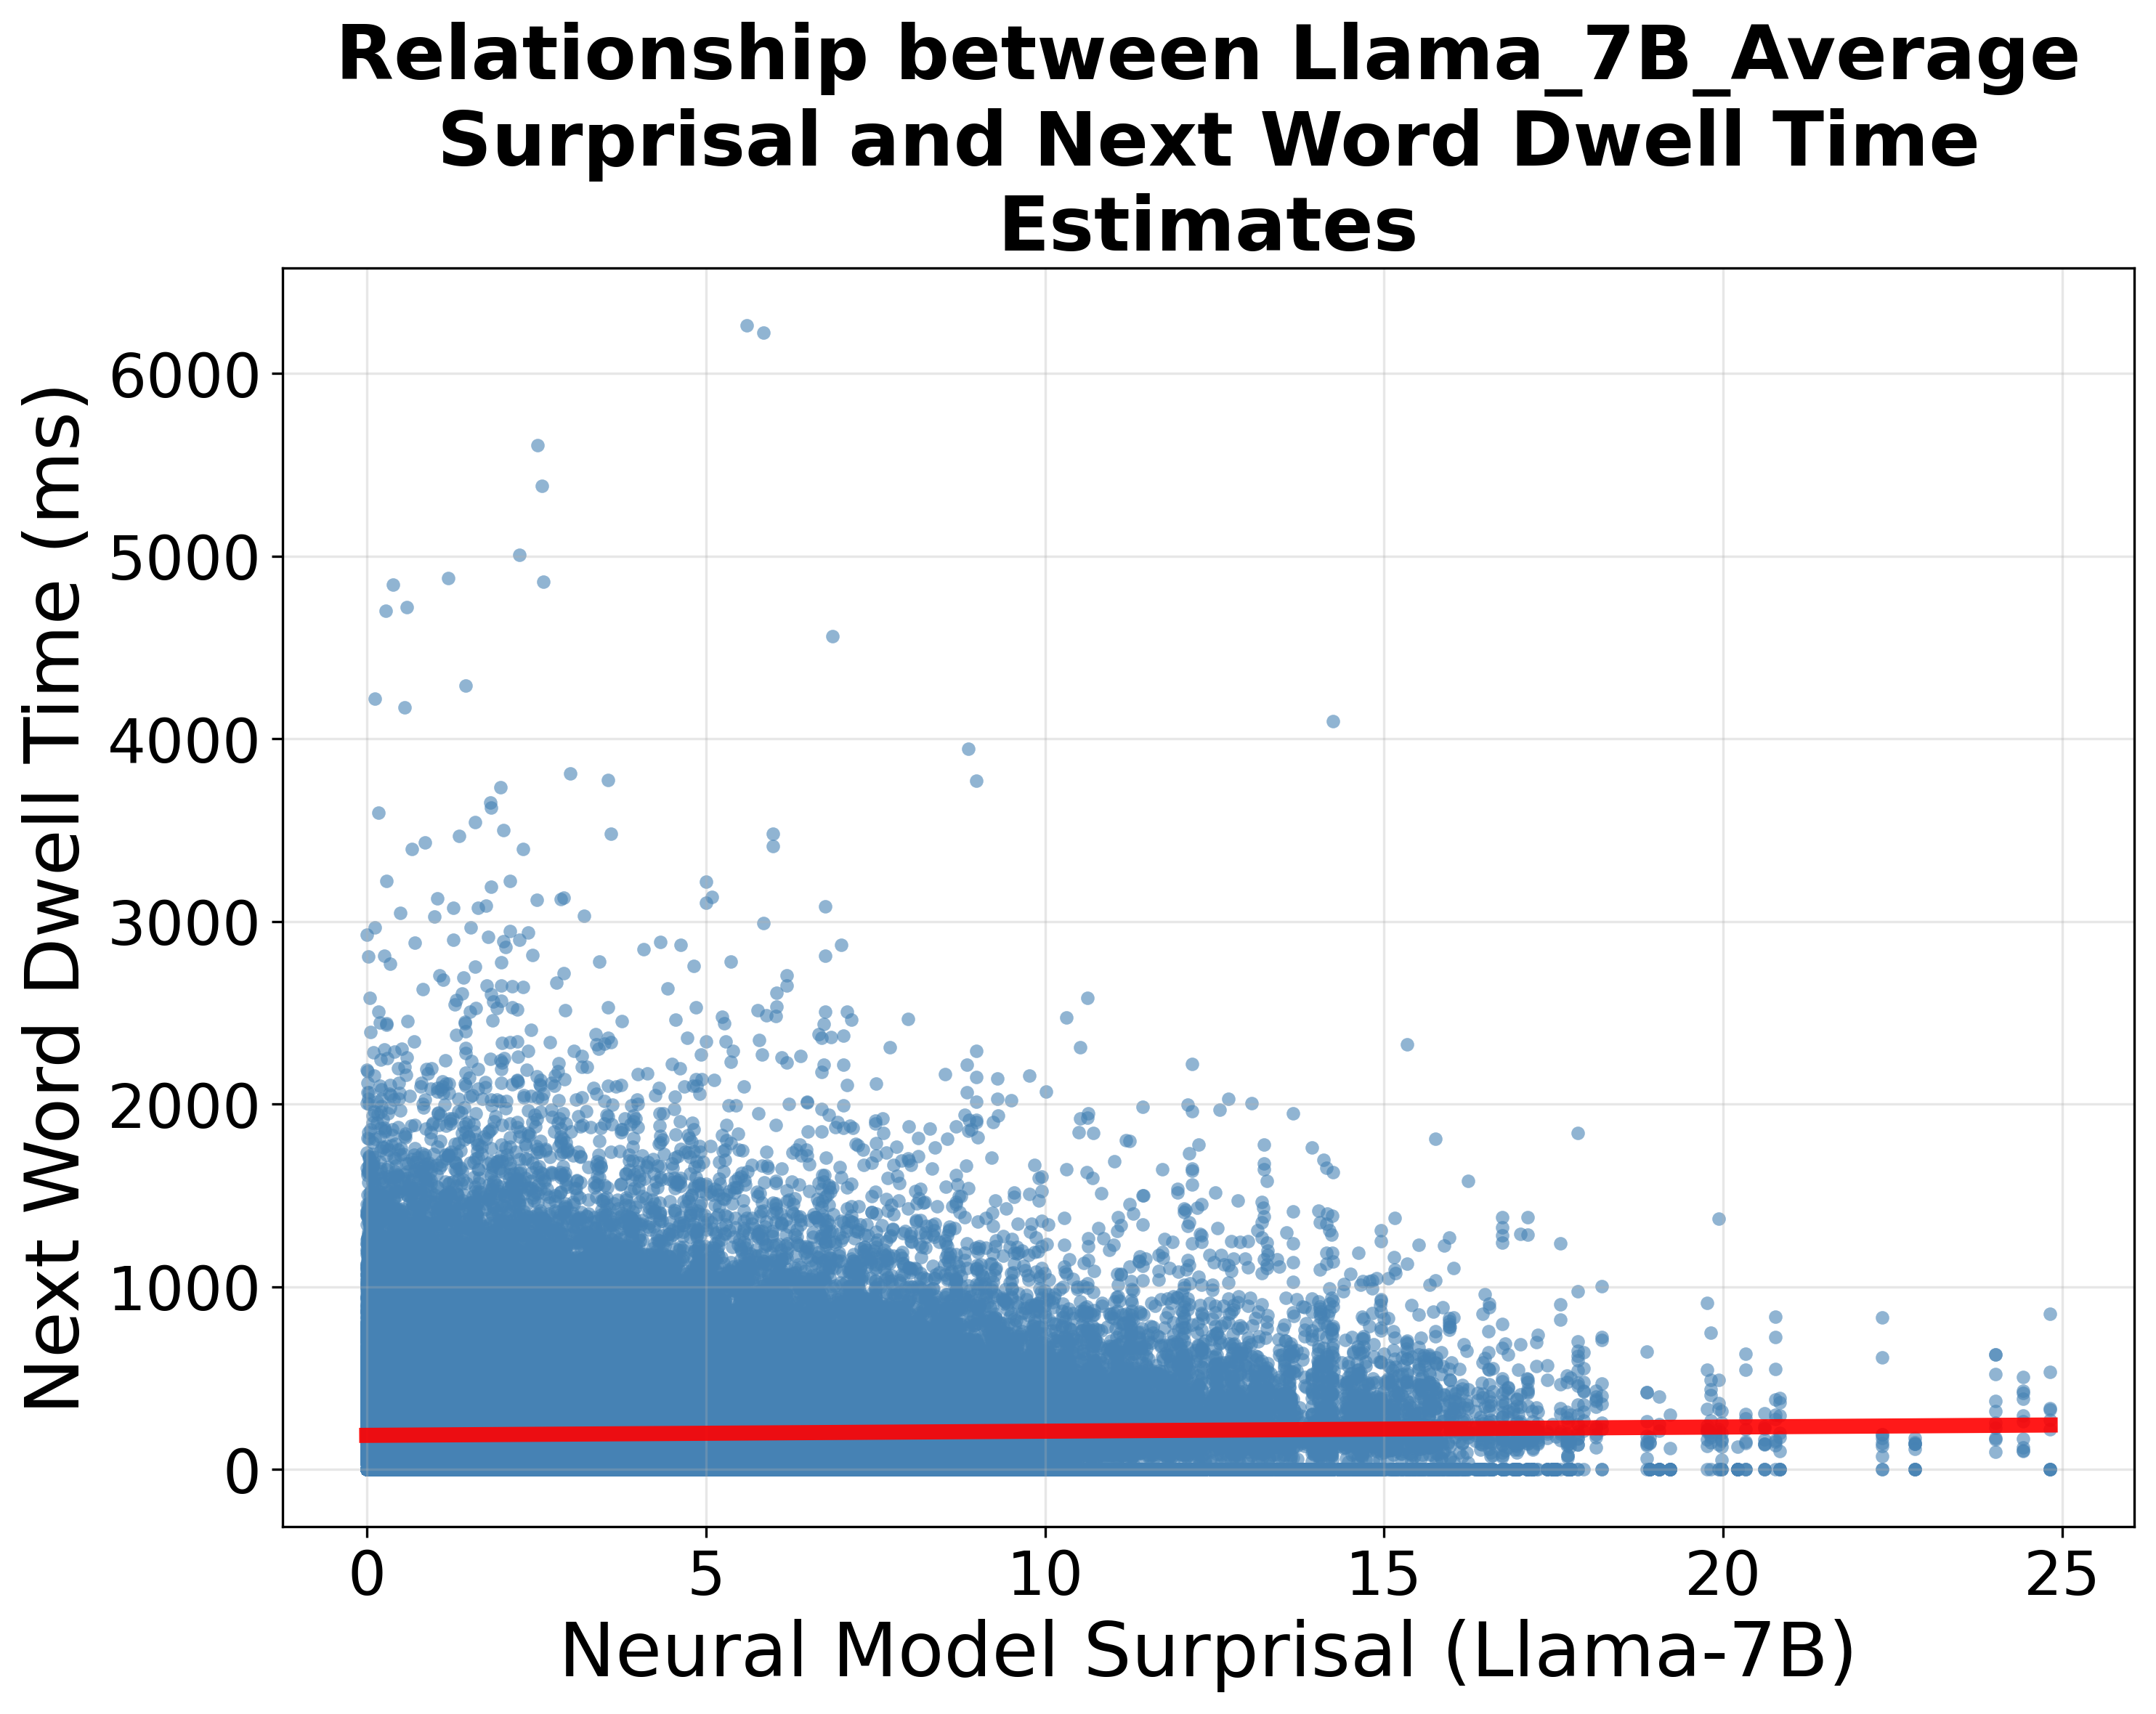 Relationship between Llama_7B_Average
Surprisal and Next Word Dwell Time
Estimates
Next Word Dwell Time (ms)
6000
5000
4000
3000
2000
1000
0
0 5 10 15 20 25
Neural Model Surprisal (Llama-7B)